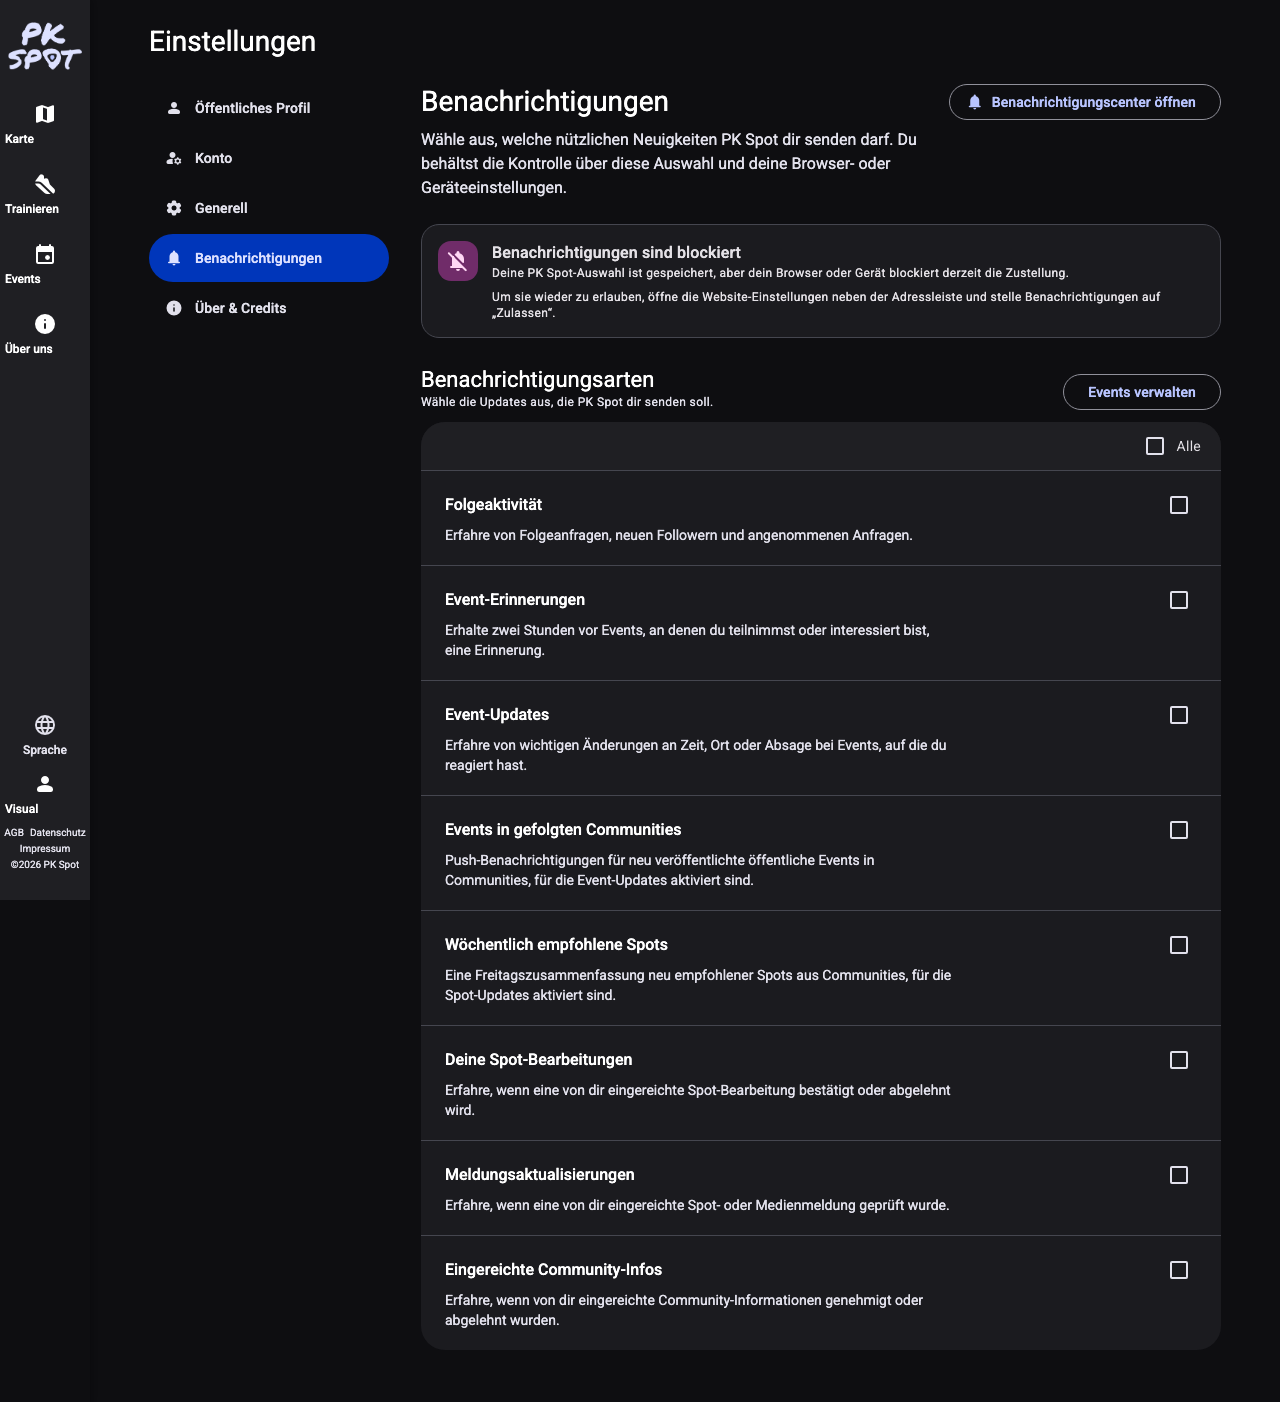 PK
SPOT
Karte
Trainieren
Events
Über uns
Sprache
Visual
AGB Datenschutz
Impressum
©2026 PK Spot
Einstellungen
Öffentliches Profil
Konto
Generell
Benachrichtigungen
Über & Credits
Benachrichtigungen
Benachrichtigungscenter öffnen
Wähle aus, welche nützlichen Neuigkeiten PK Spot dir senden darf. Du
behältst die Kontrolle über diese Auswahl und deine Browser- oder
Geräteeinstellungen.
Benachrichtigungen sind blockiert
Deine PK Spot-Auswahl ist gespeichert, aber dein Browser oder Gerät blockiert derzeit die Zustellung.
Um sie wieder zu erlauben, öffne die Website-Einstellungen neben der Adressleiste und stelle Benachrichtigungen auf
„Zulassen“.
Benachrichtigungsarten
Wähle die Updates aus, die PK Spot dir senden soll.
Events verwalten
Alle
Folgeaktivität
Erfahre von Folgeanfragen, neuen Followern und angenommenen Anfragen.
Event-Erinnerungen
Erhalte zwei Stunden vor Events, an denen du teilnimmst oder interessiert bist,
eine Erinnerung.
Event-Updates
Erfahre von wichtigen Änderungen an Zeit, Ort oder Absage bei Events, auf die du
reagiert hast.
Events in gefolgten Communities
Push-Benachrichtigungen für neu veröffentlichte öffentliche Events in
Communities, für die Event-Updates aktiviert sind.
Wöchentlich empfohlene Spots
Eine Freitagszusammenfassung neu empfohlener Spots aus Communities, für die
Spot-Updates aktiviert sind.
Deine Spot-Bearbeitungen
Erfahre, wenn eine von dir eingereichte Spot-Bearbeitung bestätigt oder abgelehnt
wird.
Meldungsaktualisierungen
Erfahre, wenn eine von dir eingereichte Spot- oder Medienmeldung geprüft wurde.
Eingereichte Community-Infos
Erfahre, wenn von dir eingereichte Community-Informationen genehmigt oder
abgelehnt wurden.